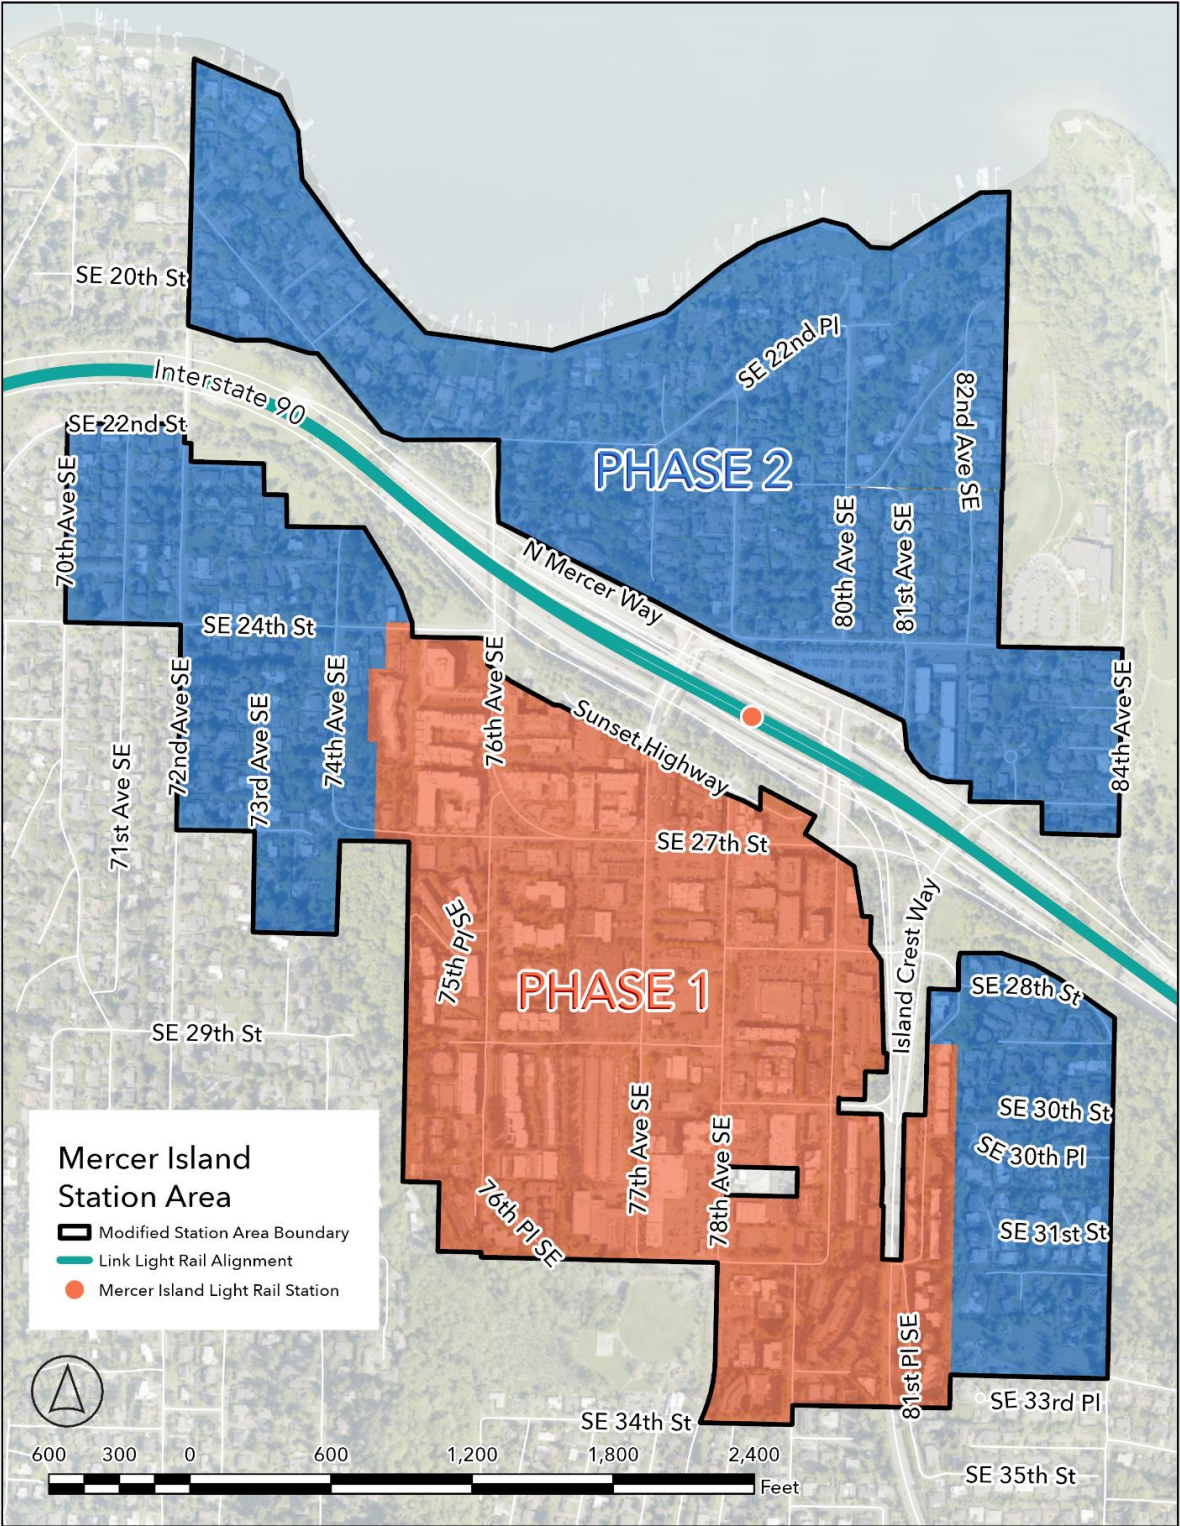 SE 20th St
Interstate 90
SE 22nd St
70th Ave SE
SE 22nd Pl
82nd Ave SE
PHASE 2
80th Ave SE
81st Ave SE
N Mercer Way
SE 24th St
71st Ave SE
72nd Ave SE
73rd Ave SE
74th Ave SE
76th Ave SE
Sunset Highway
84th Ave SE
SE 27th St
75th Pl SE
Island Crest Way
PHASE 1
SE 28th St
SE 29th St
77th Ave SE
78th Ave SE
SE 30th St
SE 30th Pl
SE 31st St
76th Pl SE
81st Pl SE
SE 33rd Pl
SE 34th St
SE 35th St
Mercer Island
Station Area
Modified Station Area Boundary
Link Light Rail Alignment
Mercer Island Light Rail Station
600 300 0 600 1,200 1,800 2,400
Feet